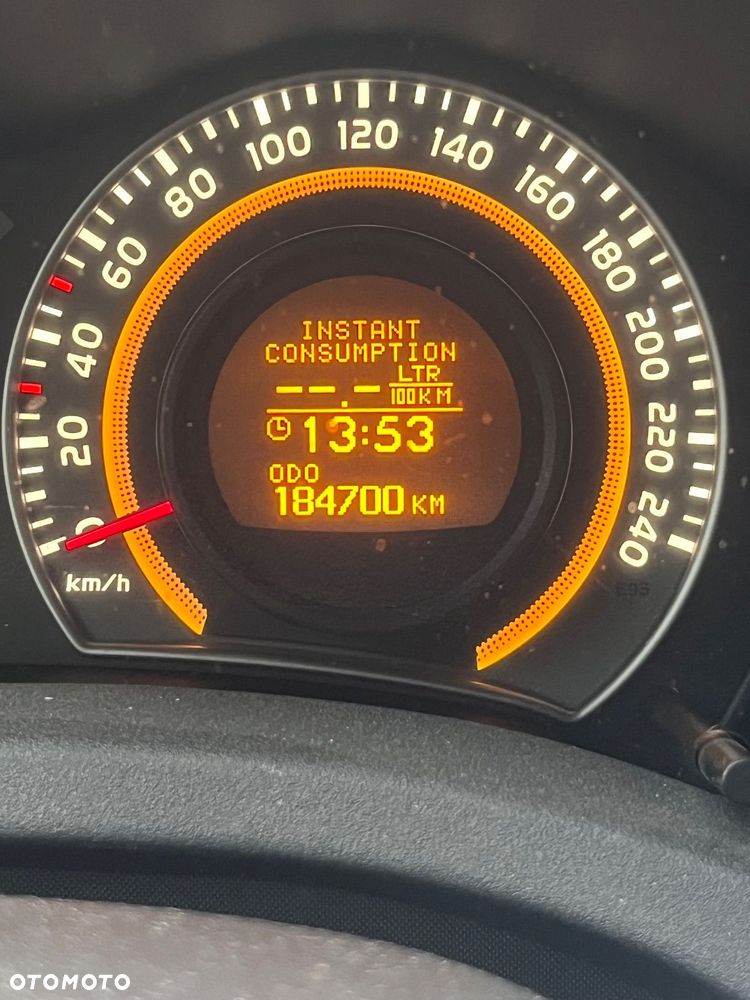 0
20
40
60
80
100
120
140
160
180
200
220
240
km/h
INSTANT
CONSUMPTION
--.- LTR
100KM
13:53
ODO
184700 KM
OTOMOTO